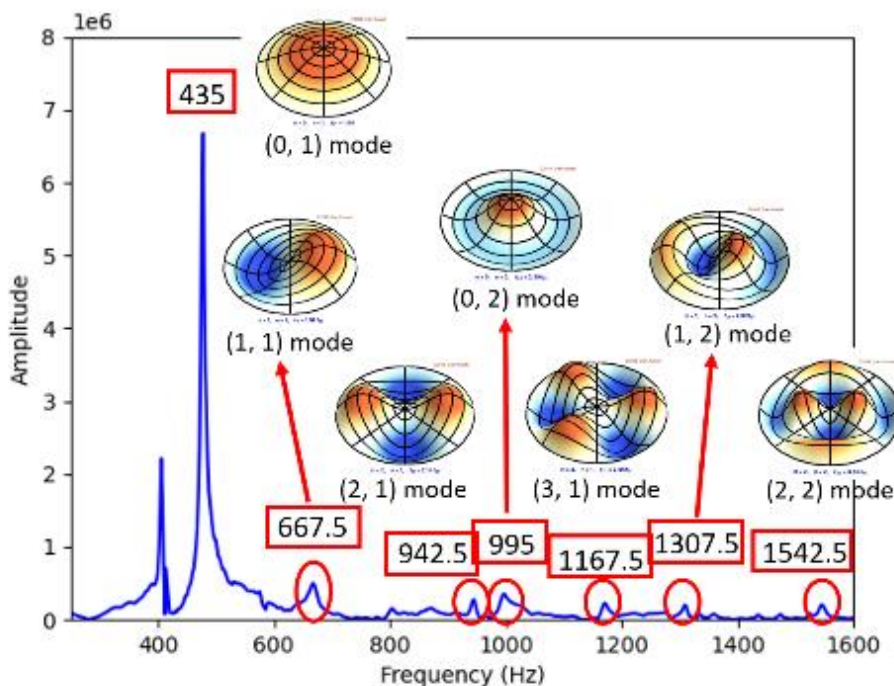 1e6
8
7
6
5
4
3
2
1
0
Amplitude
435
(0, 1) mode
(1, 1) mode
(0, 2) mode
(1, 2) mode
(2, 1) mode
(3, 1) mode
(2, 2) mode
667.5
942.5
995
1167.5
1307.5
1542.5
400
600
800
1000
1200
1400
1600
Frequency (Hz)